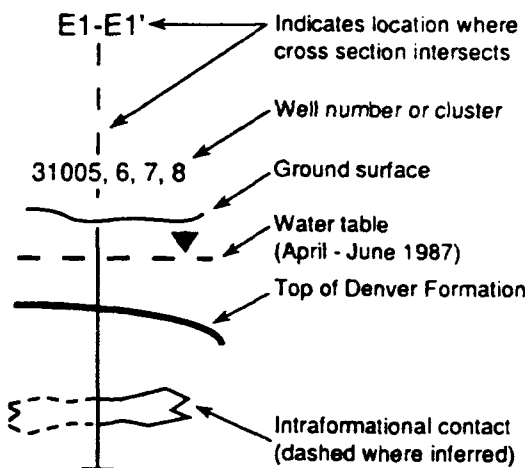 E1-E1'
Indicates location where
cross section intersects
Well number or cluster
31005, 6, 7, 8
Ground surface
Water table
(April - June 1987)
Top of Denver Formation
Intraformational contact
(dashed where inferred)